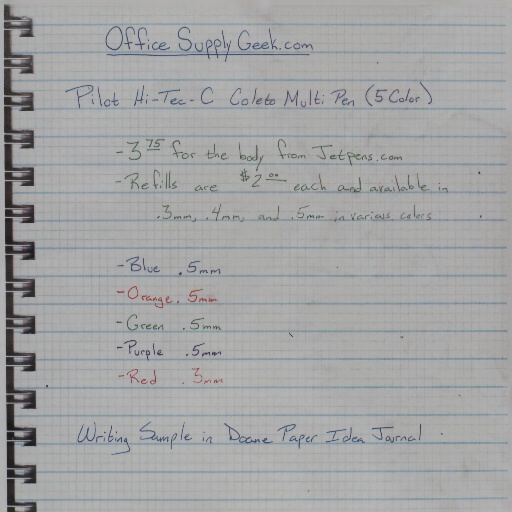 OfficeSupplyGeek.com
Pilot Hi-Tec-C Coleto Multi Pen (5 Color)
- 3 75 for the body from Jetpens.com
- Refills are $2 00 each and available in
.3mm, .4mm, and .5mm in various colors
- Blue .5mm
- Orange .5mm
- Green .5mm
- Purple .5mm
- Red .3mm
Writing Sample in Doane Paper Idea Journal